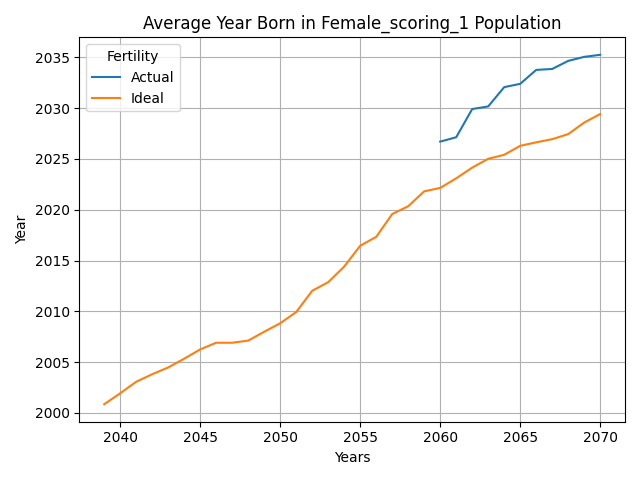 Average Year Born in Female_scoring_1 Population
Fertility
Actual
Ideal
2035
2030
2025
2020
2015
2010
2005
2000
Year
2040 2045 2050 2055 2060 2065 2070
Years